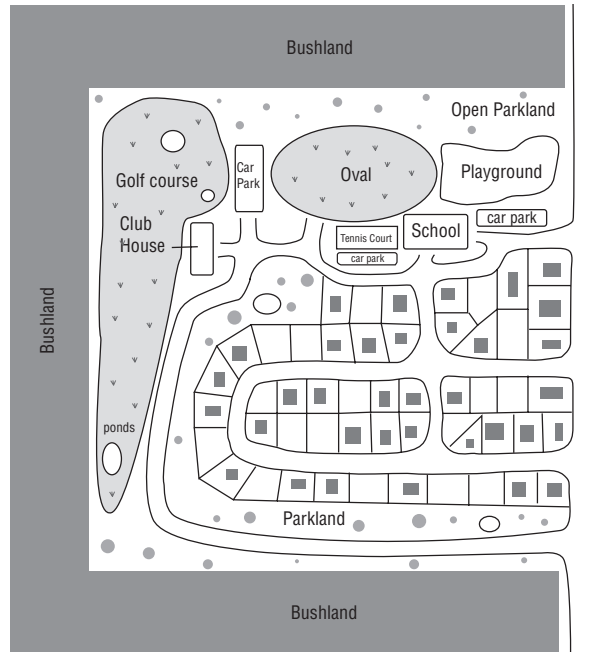 Bushland
Open Parkland
Car
Park
Oval
Playground
Golf course
Club
House
Tennis Court
School
car park
car park
Bushland
ponds
Parkland
Bushland